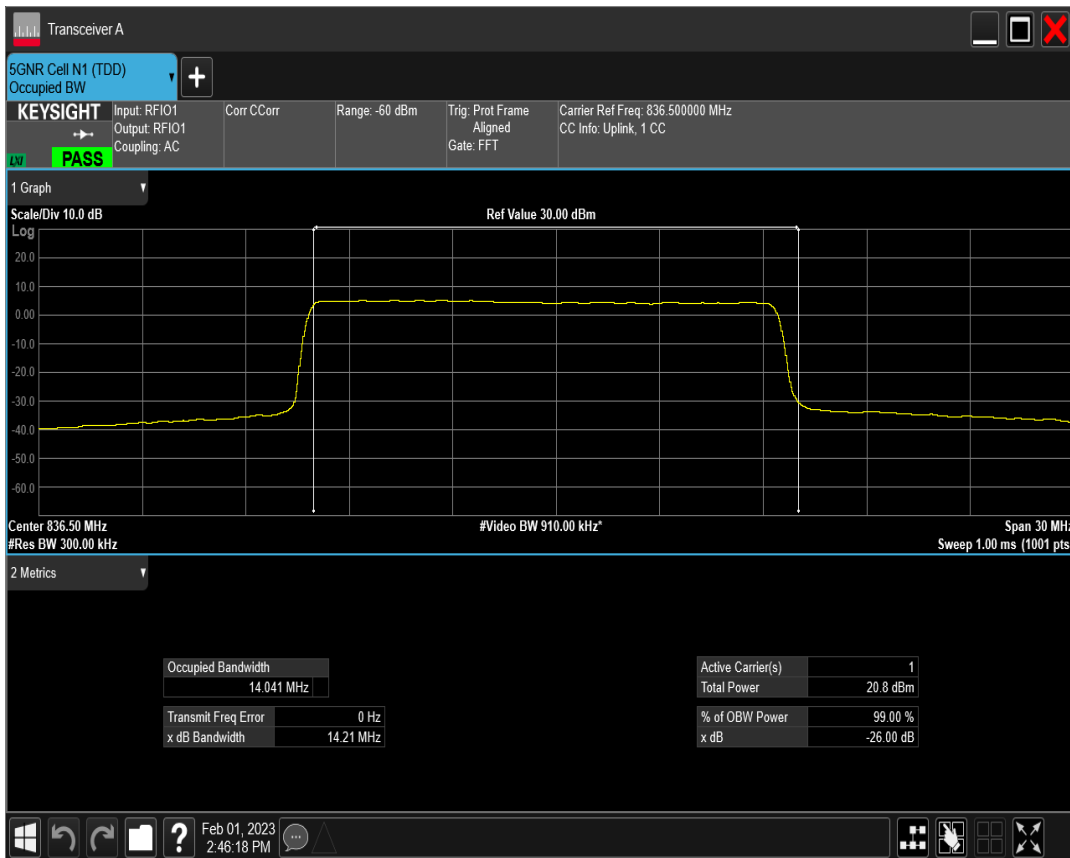 Transceiver A
5GNR Cell N1 (TDD)
Occupied BW
KEYSIGHT
LXI
PASS
Input: RFIO1
Output: RFIO1
Coupling: AC
Corr CCorr
Range: -60 dBm
Trig: Prot Frame
Aligned
Gate: FFT
Carrier Ref Freq: 836.500000 MHz
CC Info: Uplink, 1 CC
1 Graph
Scale/Div 10.0 dB
Ref Value 30.00 dBm
Log
20.0
10.0
0.00
-10.0
-20.0
-30.0
-40.0
-50.0
-60.0
Center 836.50 MHz
#Video BW 910.00 kHz*
Span 30 MHz
#Res BW 300.00 kHz
Sweep 1.00 ms (1001 pts
2 Metrics
Occupied Bandwidth
14.041 MHz
Transmit Freq Error 0 Hz
x dB Bandwidth 14.21 MHz
Active Carrier(s) 1
Total Power 20.8 dBm
% of OBW Power 99.00 %
x dB -26.00 dB
?
Feb 01, 2023
2:46:18 PM